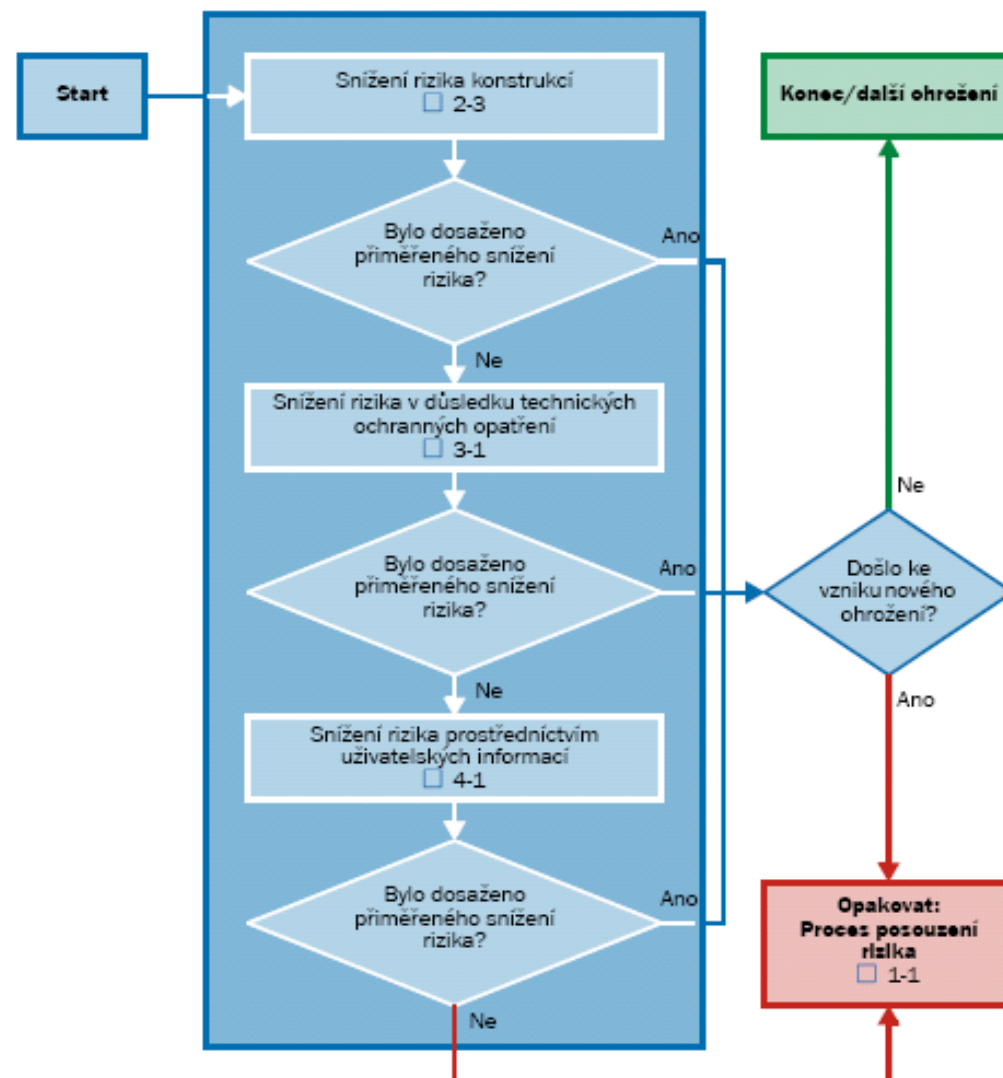 Start
Snížení rizika konstrukcí
2-3
Konec/další ohrožení
Bylo dosaženo
přiměřeného snížení
rizika?
Ano
Ne
Snížení rizika v důsledku technických
ochranných opatření
3-1
Bylo dosaženo
přiměřeného snížení
rizika?
Ano
Ne
Došlo ke
vzniku nového
ohrožení?
Ne
Ano
Snížení rizika prostřednictvím
uživatelských informací
4-1
Bylo dosaženo
přiměřeného snížení
rizika?
Ano
Ne
Opakovat:
Proces posouzení
rizika
1-1